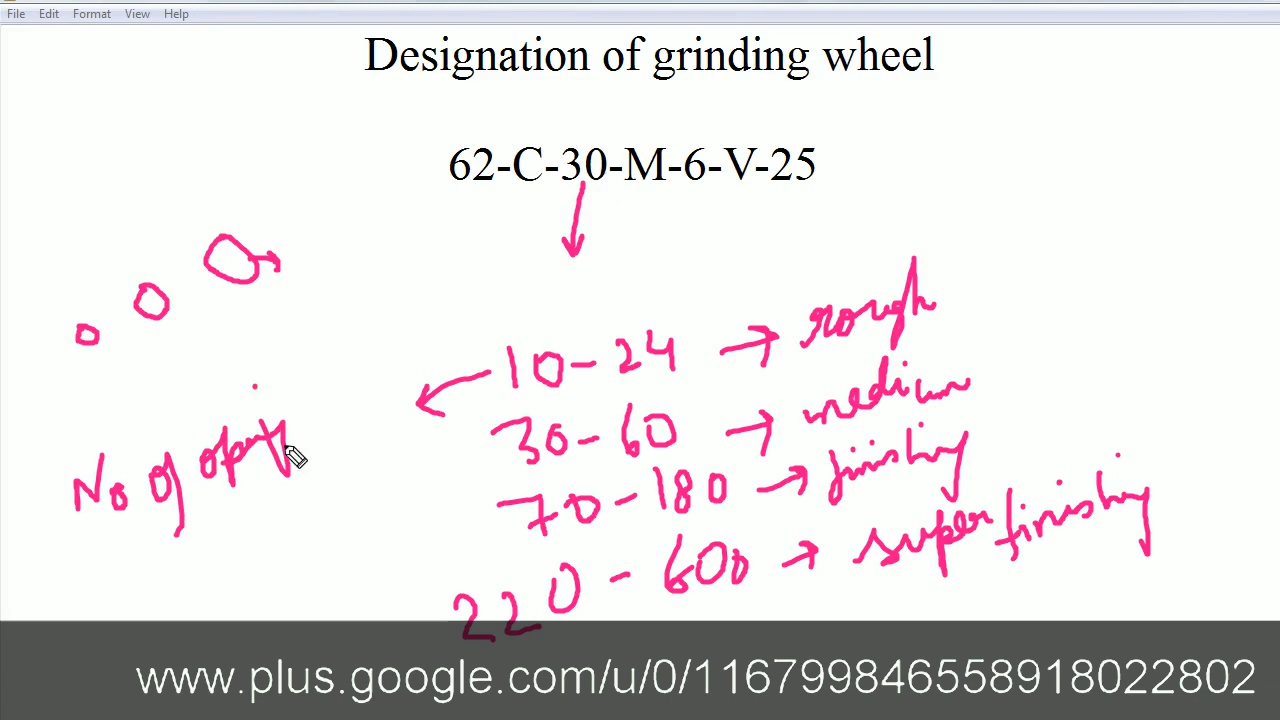 File Edit Format View Help
Designation of grinding wheel
62-C-30-M-6-V-25
10-24 → rough
30-60 → medium
70-180 → finishing
220-600 → super finishing
No of
www.plus.google.com/u/0/116799846558918022802